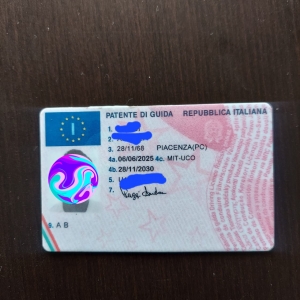 PATENTE DI GUIDA REPUBBLICA ITALIANA
I
1.
2.
3. 28/11/68 PIACENZA(PC)
4a. 06/06/2025 4c. MIT-UCO
4b. 28/11/2030
5.
7.
9. A B